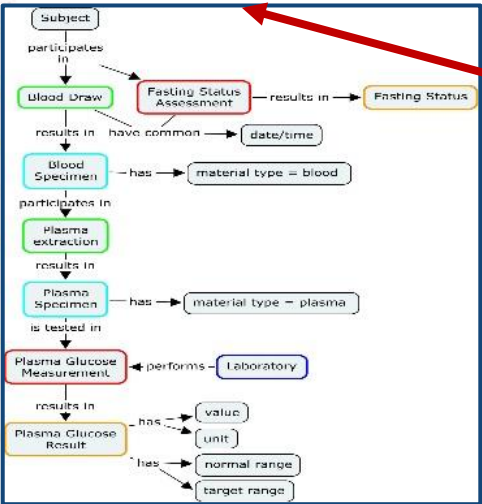 Subject
participates
in
Blood Draw
Fasting Status
Assessment
results in
Fasting Status
results in
have common
date/time
Blood
Specimen
has
material type = blood
participates in
Plasma
extraction
results in
Plasma
Specimen
has
material type = plasma
is tested in
Plasma Glucose
Measurement
performs
Laboratory
results in
Plasma Glucose
Result
has
value
unit
has
normal range
target range